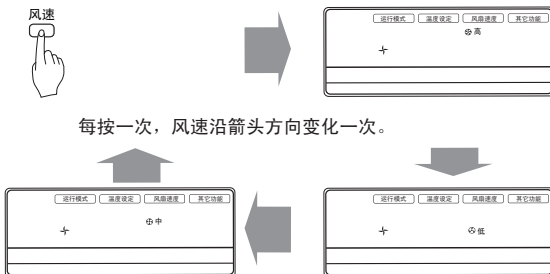 风速
运行模式 温度设定 风扇速度 其它功能
高
每按一次，风速沿箭头方向变化一次。
运行模式 温度设定 风扇速度 其它功能
中
运行模式 温度设定 风扇速度 其它功能
低